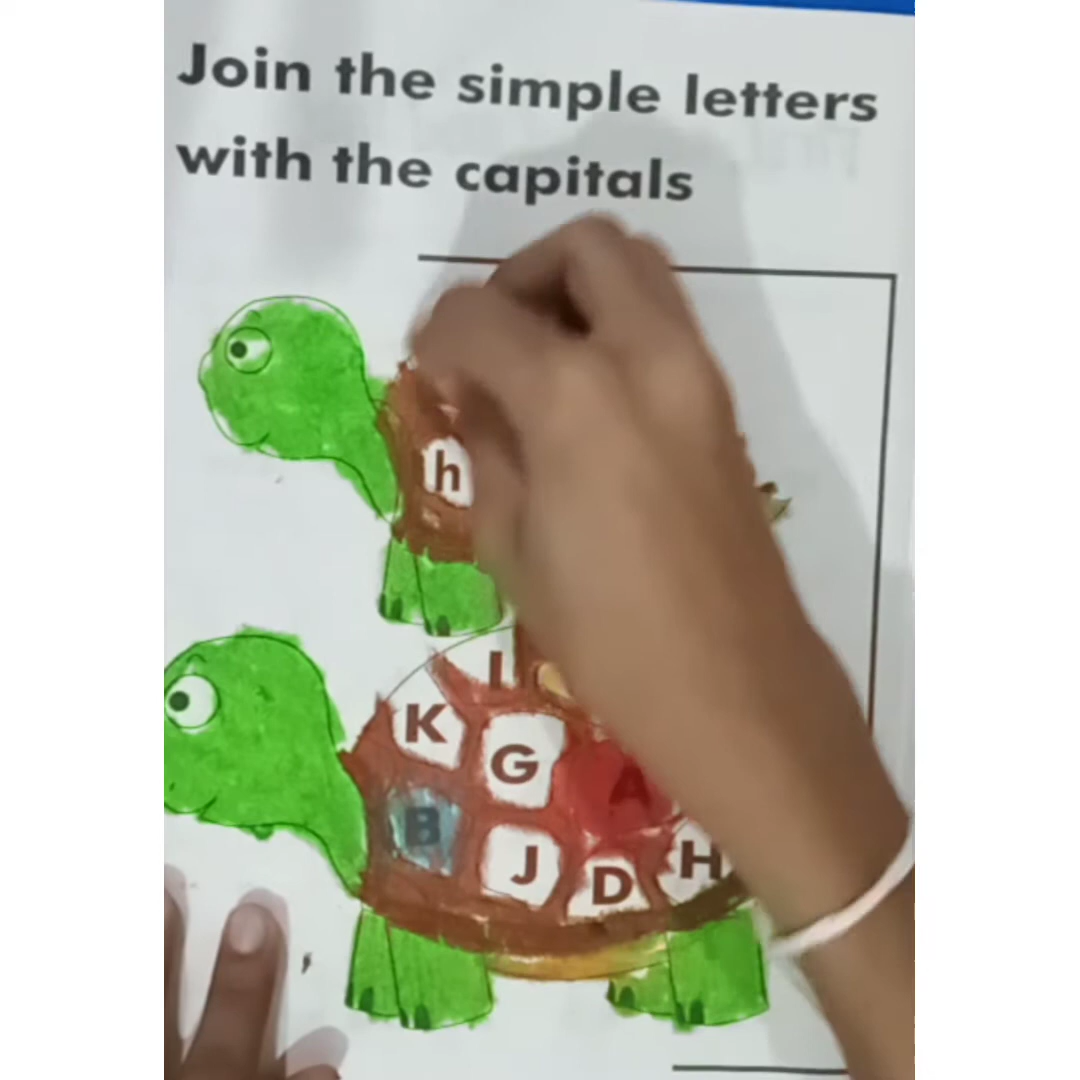 Join the simple letters
with the capitals
h
I
K G A
B J D H